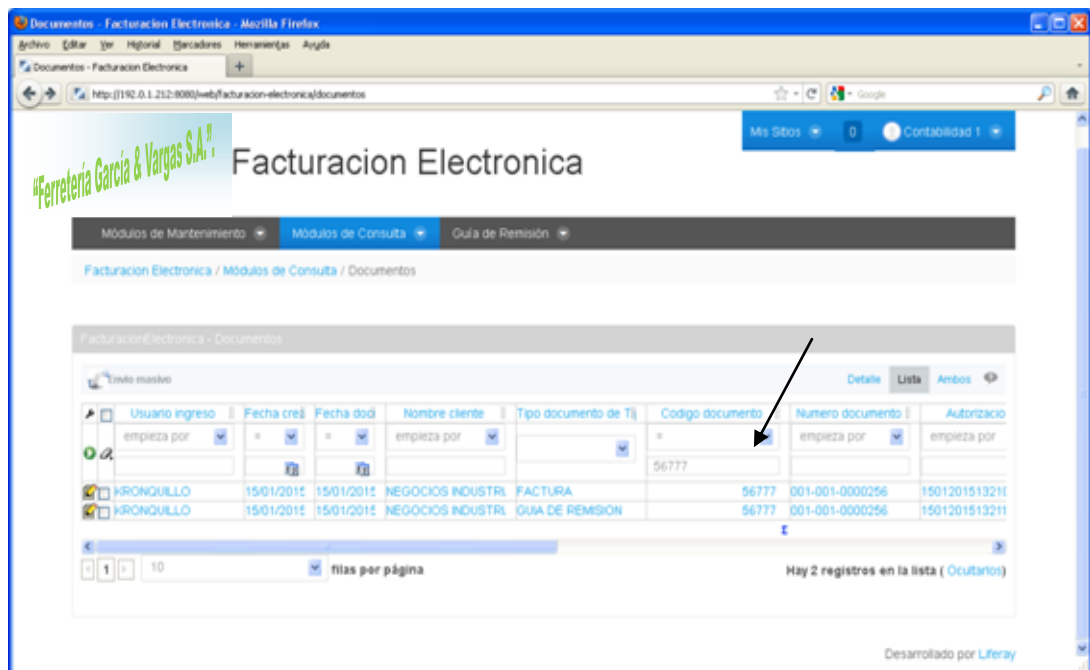 Documentos - Facturacion Electronica - Mozilla Firefox
Archivo Editar Ver Historial Marcadores Herramientas Ayuda
Documentos - Facturacion Electronica +
http://192.0.1.212:8080/web/facturacion-electronica/documentos Google
Mis Sitios 0 Contabilidad 1
“Ferretería García & Vargas S.A.”.
Facturacion Electronica
Módulos de Mantenimiento Módulos de Consulta Guía de Remisión
Facturacion Electronica / Módulos de Consulta / Documentos
FacturacionElectronica - Documentos
Envio masivo Detalle Lista Ambos
Usuario ingreso Fecha crea Fecha doc Nombre cliente Tipo documento de Codigo documento Numero documento Autorizacio
empieza por = = empieza por = empieza por empieza por
56777
KRONQUILLO 15/01/2015 15/01/2015 NEGOCIOS INDUSTRI FACTURA 56777 001-001-0000256 150120151321
KRONQUILLO 15/01/2015 15/01/2015 NEGOCIOS INDUSTRI GUIA DE REMISION 56777 001-001-0000256 150120151321
Σ
1 10 filas por página Hay 2 registros en la lista ( Ocultarlos)
Desarrollado por Liferay